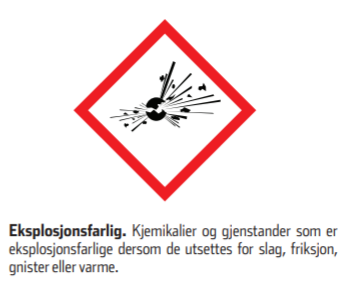 Eksplosjonsfarlig. Kjemikalier og gjenstander som er
eksplosjonsfarlige dersom de utsettes for slag, friksjon,
gnister eller varme.